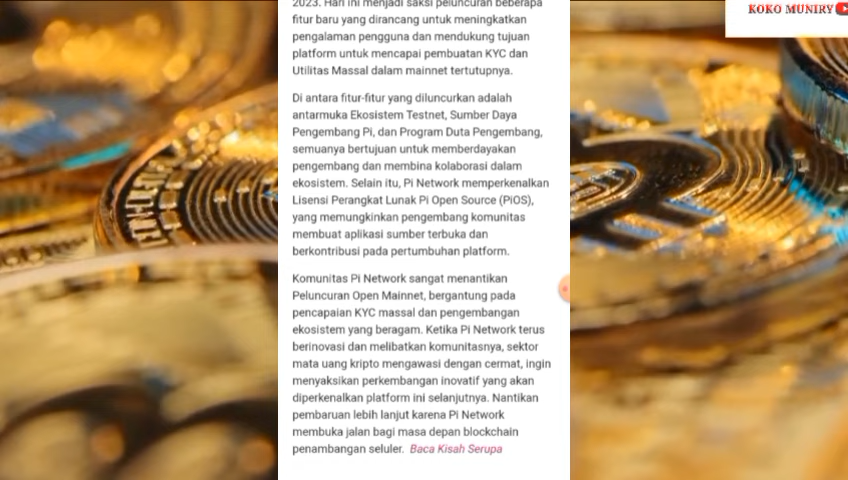 KOKO MUNIRY
2023. Hari ini menjadi saksi peluncuran beberapa
fitur baru yang dirancang untuk meningkatkan
pengalaman pengguna dan mendukung tujuan
platform untuk mencapai pembuatan KYC dan
Utilitas Massal dalam mainnet tertutupnya.
Di antara fitur-fitur yang diluncurkan adalah
antarmuka Ekosistem Testnet, Sumber Daya
Pengembang Pi, dan Program Duta Pengembang,
semuanya bertujuan untuk memberdayakan
pengembang dan membina kolaborasi dalam
ekosistem. Selain itu, Pi Network memperkenalkan
Lisensi Perangkat Lunak Pi Open Source (PiOS),
yang memungkinkan pengembang komunitas
membuat aplikasi sumber terbuka dan
berkontribusi pada pertumbuhan platform.
Komunitas Pi Network sangat menantikan
Peluncuran Open Mainnet, bergantung pada
pencapaian KYC massal dan pengembangan
ekosistem yang beragam. Ketika Pi Network terus
berinovasi dan melibatkan komunitasnya, sektor
mata uang kripto mengawasi dengan cermat, ingin
menyaksikan perkembangan inovatif yang akan
diperkenalkan platform ini selanjutnya. Nantikan
pembaruan lebih lanjut karena Pi Network
membuka jalan bagi masa depan blockchain
penambangan seluler. Baca Kisah Serupa